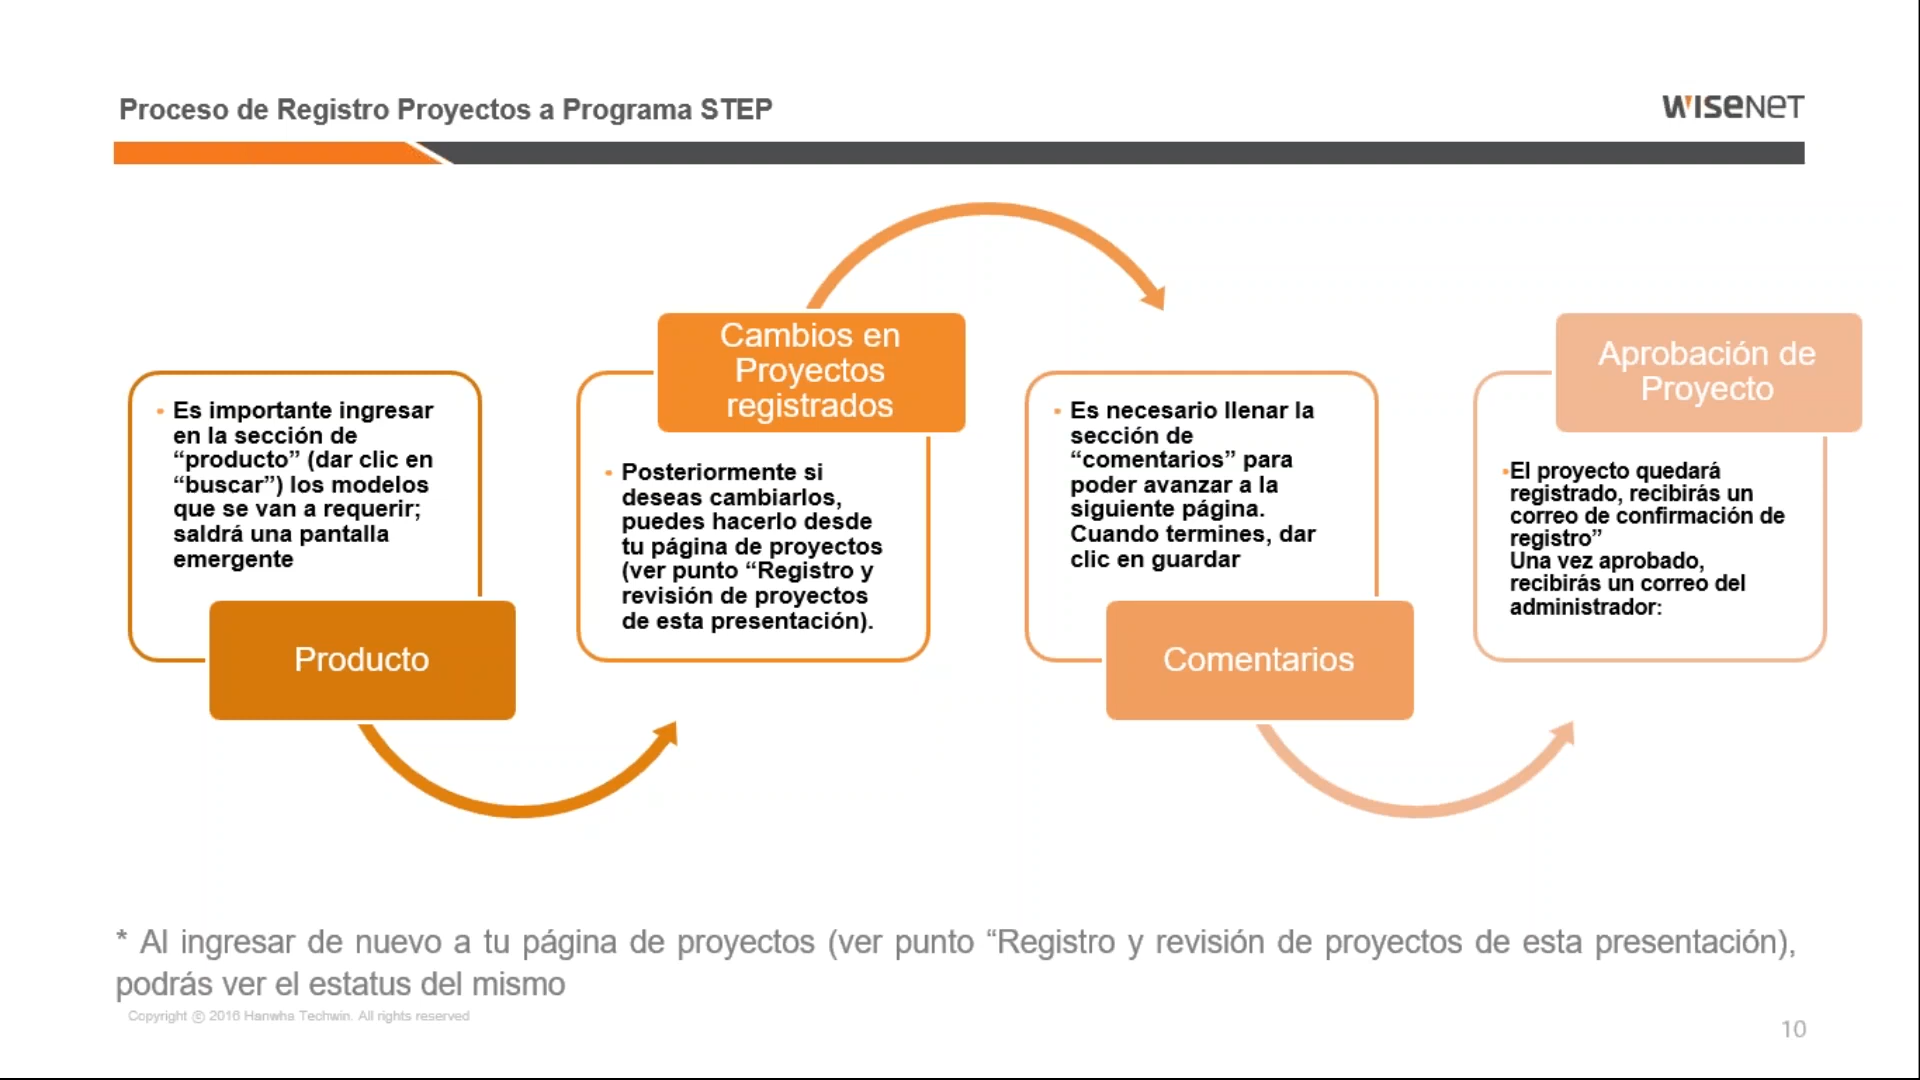 Proceso de Registro Proyectos a Programa STEP
WISENET
• Es importante ingresar
en la sección de
“producto” (dar clic en
“buscar”) los modelos
que se van a requerir;
saldrá una pantalla
emergente
Producto
Cambios en
Proyectos
registrados
• Posteriormente si
deseas cambiarlos,
puedes hacerlo desde
tu página de proyectos
(ver punto “Registro y
revisión de proyectos
de esta presentación).
• Es necesario llenar la
sección de
“comentarios” para
poder avanzar a la
siguiente página.
Cuando termines, dar
clic en guardar
Comentarios
Aprobación de
Proyecto
•El proyecto quedará
registrado, recibirás un
correo de confirmación de
registro”
Una vez aprobado,
recibirás un correo del
administrador:
* Al ingresar de nuevo a tu página de proyectos (ver punto “Registro y revisión de proyectos de esta presentación),
podrás ver el estatus del mismo
Copyright ⓒ 2016 Hanwha Techwin. All rights reserved
10